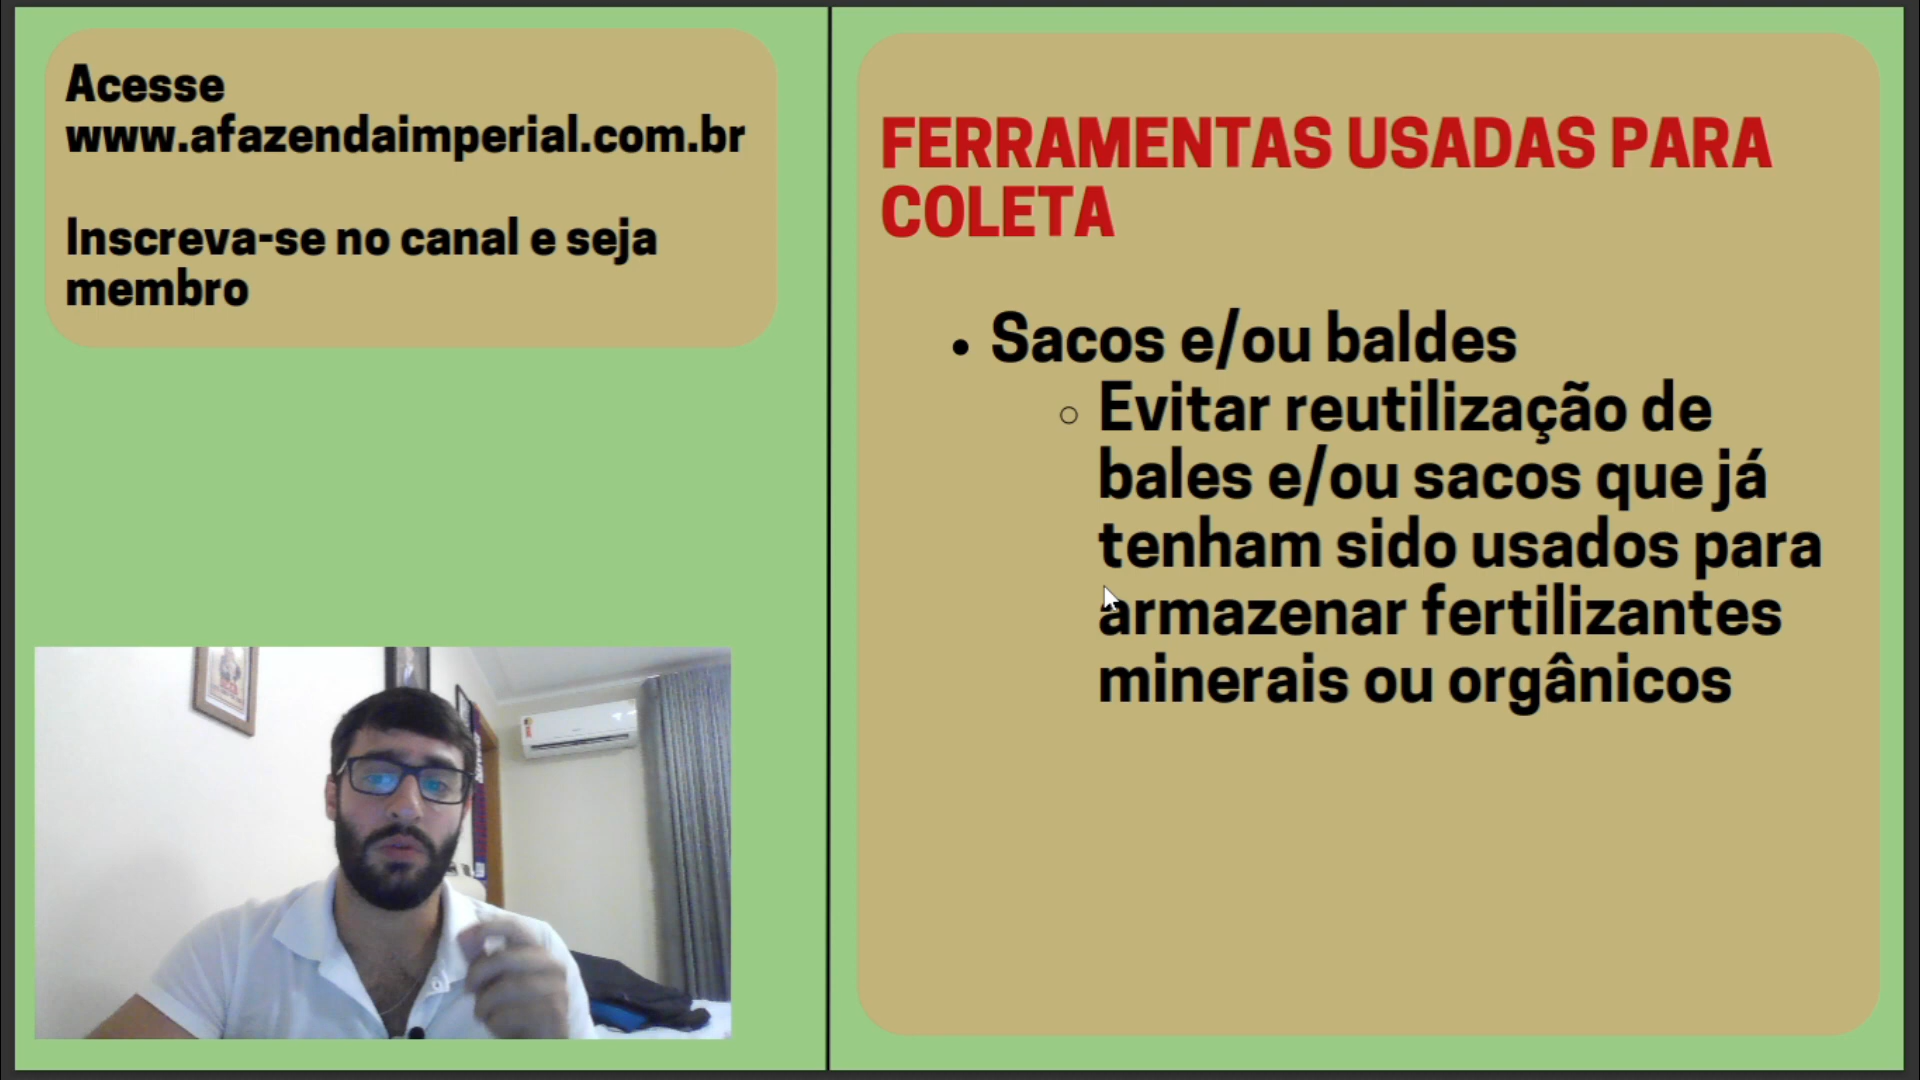 Acesse
www.afazendaimperial.com.br
Inscreva-se no canal e seja
membro
FERRAMENTAS USADAS PARA
COLETA
• Sacos e/ou baldes
○ Evitar reutilização de
bales e/ou sacos que já
tenham sido usados para
armazenar fertilizantes
minerais ou orgânicos